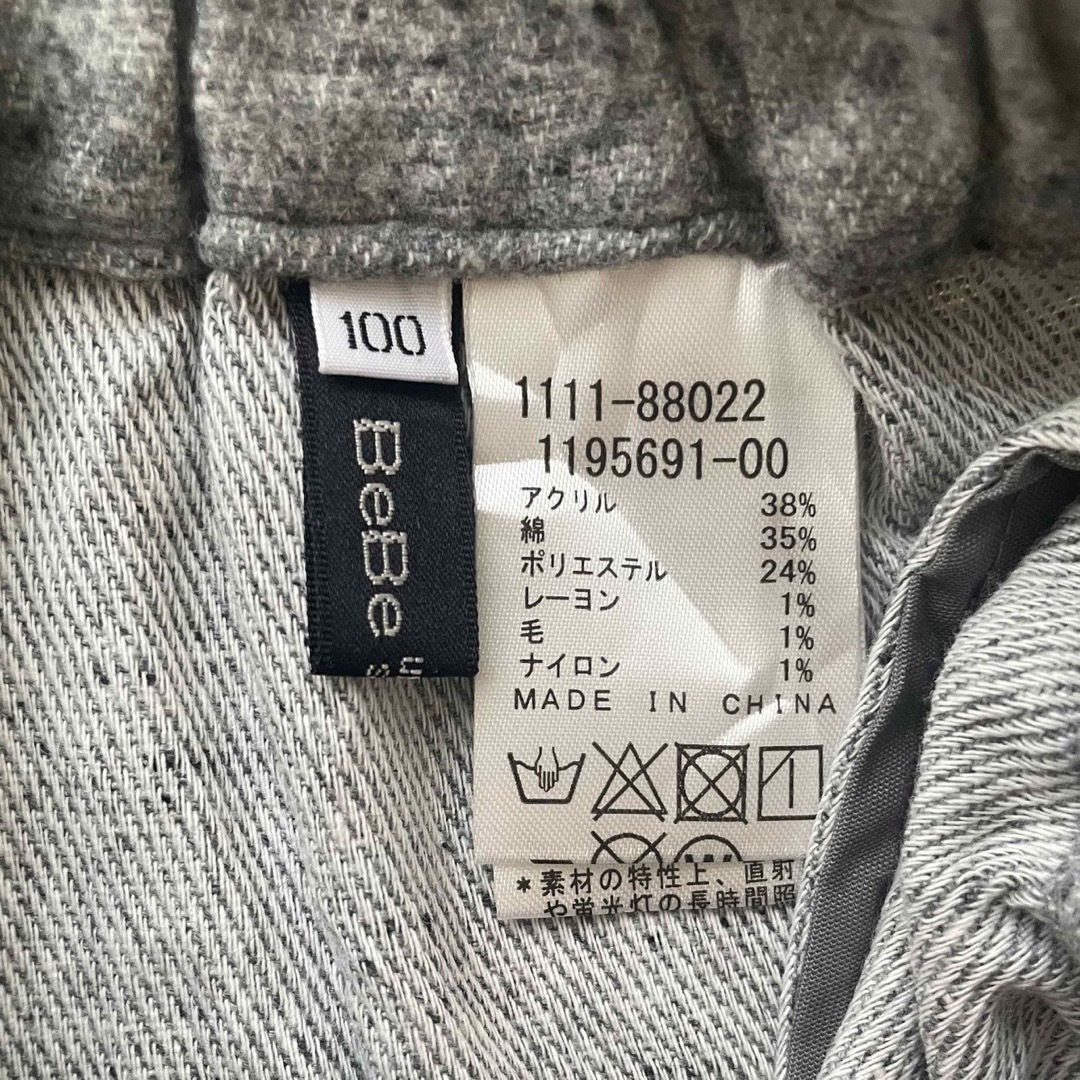 100
BeBe
1111-88022
1195691-00
アクリル 38%
綿 35%
ポリエステル 24%
レーヨン 1%
毛 1%
ナイロン 1%
MADE IN CHINA
*素材の特性上、直射
や蛍光灯の長時間照